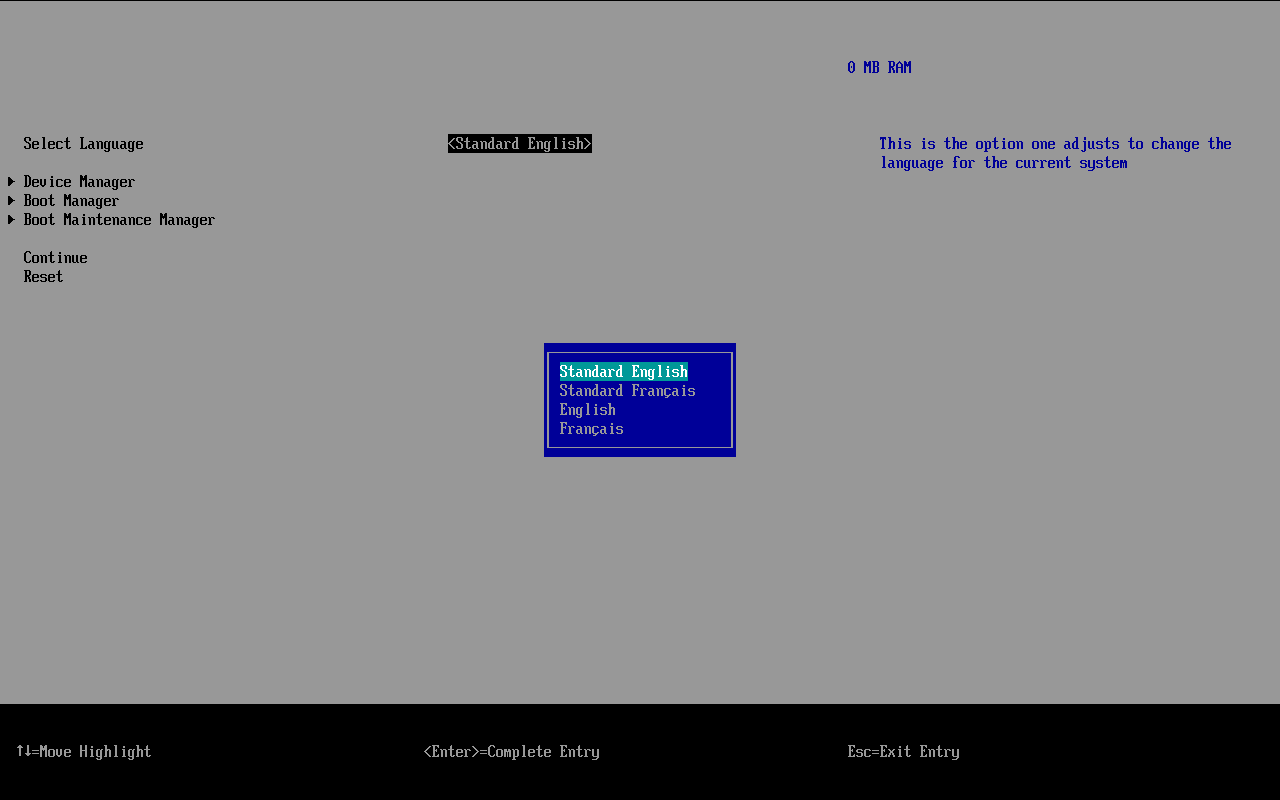 0 MB RAM
Select Language <Standard English> This is the option one adjusts to change the
language for the current system
Device Manager
Boot Manager
Boot Maintenance Manager
Continue
Reset
Standard English
Standard Français
English
Français
↑↓=Move Highlight <Enter>=Complete Entry Esc=Exit Entry